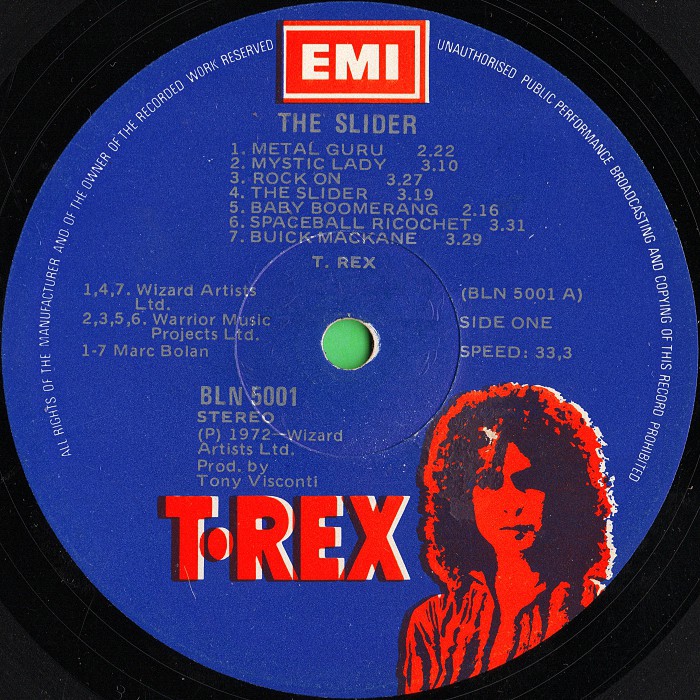 ALL RIGHTS OF THE MANUFACTURER AND OF THE OWNER OF THE RECORDED WORK RESERVED
EMI
UNAUTHORISED PUBLIC PERFORMANCE BROADCASTING AND COPYING OF THIS RECORD PROHIBITED
THE SLIDER
1. METAL GURU 2.22
2. MYSTIC LADY 3.10
3. ROCK ON 3.27
4. THE SLIDER 3.19
5. BABY BOOMERANG 2.16
6. SPACEBALL RICOCHET 3.31
7. BUICK MACKANE 3.29
T. REX
1,4,7. Wizard Artists
Ltd.
2,3,5,6. Warrior Music
Projects Ltd.
1-7 Marc Bolan
(BLN 5001 A)
SIDE ONE
SPEED: 33,3
BLN 5001
STEREO
(P) 1972—Wizard
Artists Ltd.
Prod. by
Tony Visconti
T•REX